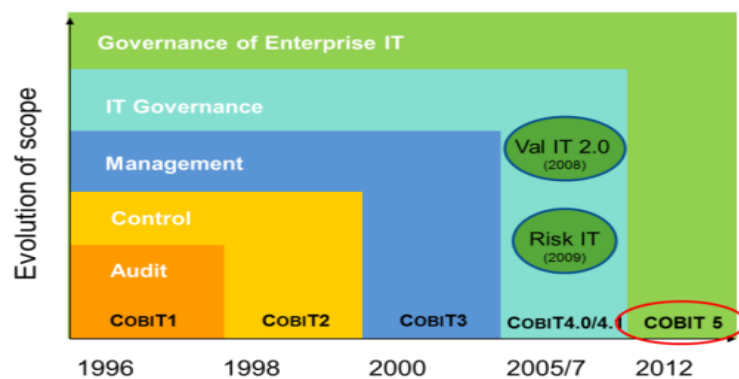 Governance of Enterprise IT
IT Governance
Management
Val IT 2.0
(2008)
Control
Risk IT
(2009)
Audit
COBIT1 COBIT2 COBIT3 COBIT4.0/4.1 COBIT 5
1996 1998 2000 2005/7 2012
Evolution of scope